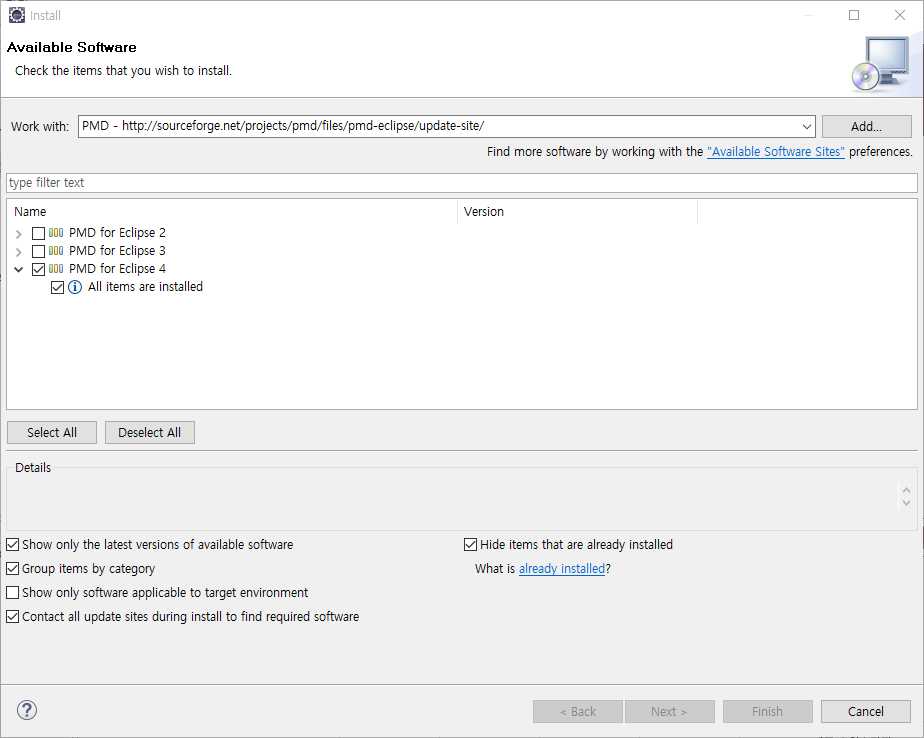 Install
Available Software
Check the items that you wish to install.
Work with: PMD - http://sourceforge.net/projects/pmd/files/pmd-eclipse/update-site/ Add...
Find more software by working with the "Available Software Sites" preferences.
type filter text
Name Version
PMD for Eclipse 2
PMD for Eclipse 3
PMD for Eclipse 4
All items are installed
Select All Deselect All
Details
Show only the latest versions of available software Hide items that are already installed
Group items by category What is already installed?
Show only software applicable to target environment
Contact all update sites during install to find required software
? < Back Next > Finish Cancel